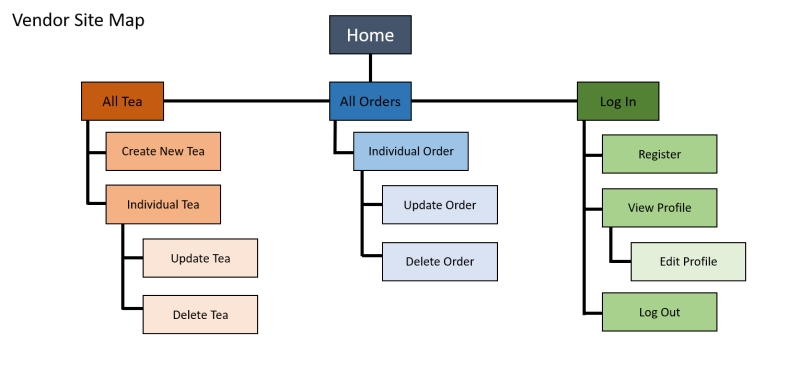 Vendor Site Map
Home
All Tea
All Orders
Log In
Create New Tea
Individual Tea
Update Tea
Delete Tea
Individual Order
Update Order
Delete Order
Register
View Profile
Edit Profile
Log Out